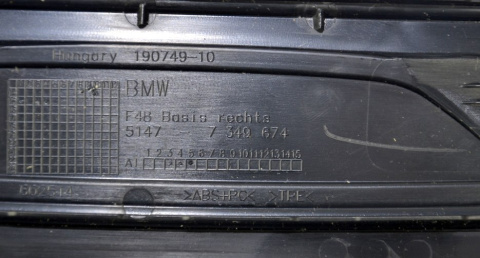 Hungary 190749-10
BMW
F48 Basis rechts
5147 - 7 349 674
1 2 3 4 5 6 7 8 9 10 11 12 13 14 15
A1
>ABS+PC< >TPE<